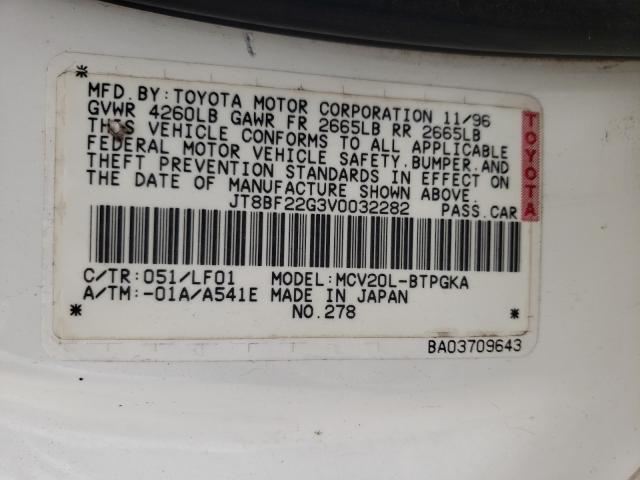 MFD.BY:TOYOTA MOTOR CORPORATION 11/96
GVWR 4260LB GAWR FR 2665LB RR 2665LB
THIS VEHICLE CONFORMS TO ALL APPLICABLE
FEDERAL MOTOR VEHICLE SAFETY.BUMPER.AND
THEFT PREVENTION STANDARDS IN EFFECT ON
THE DATE OF MANUFACTURE SHOWN ABOVE.
JT8BF22G3V0032282 PASS.CAR
TOYOTA
C/TR:051/LF01 MODEL:MCV20L-BTPGKA
A/TM:-01A/A541E MADE IN JAPAN
NO.278
BA03709643